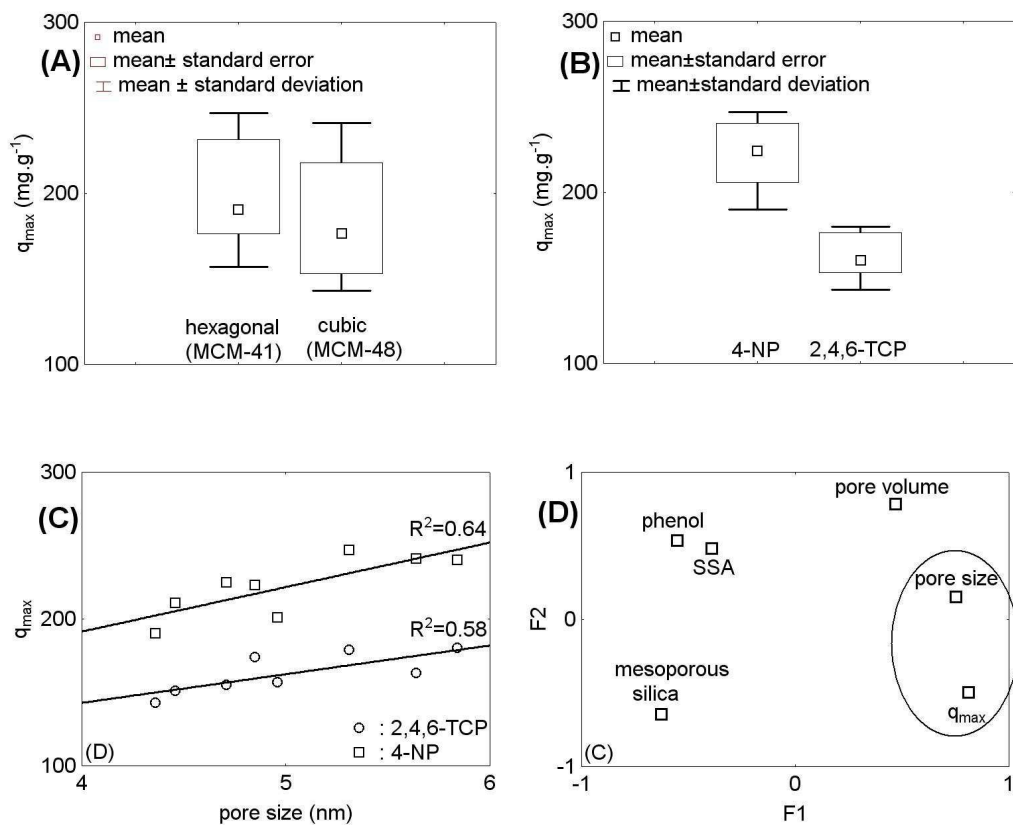 300
(A)
mean
mean± standard error
mean ± standard deviation
200
q_max (mg.g⁻¹)
hexagonal
(MCM-41)
cubic
(MCM-48)
100
300
(B)
mean
mean±standard error
mean±standard deviation
200
q_max (mg.g⁻¹)
4-NP
2,4,6-TCP
100
300
(C)
R²=0.64
200
q_max
R²=0.58
: 2,4,6-TCP
: 4-NP
(D)
100
4
5
6
pore size (nm)
1
(D)
pore volume
phenol
SSA
pore size
0
F2
mesoporous
silica
q_max
(C)
-1
-1
0
1
F1